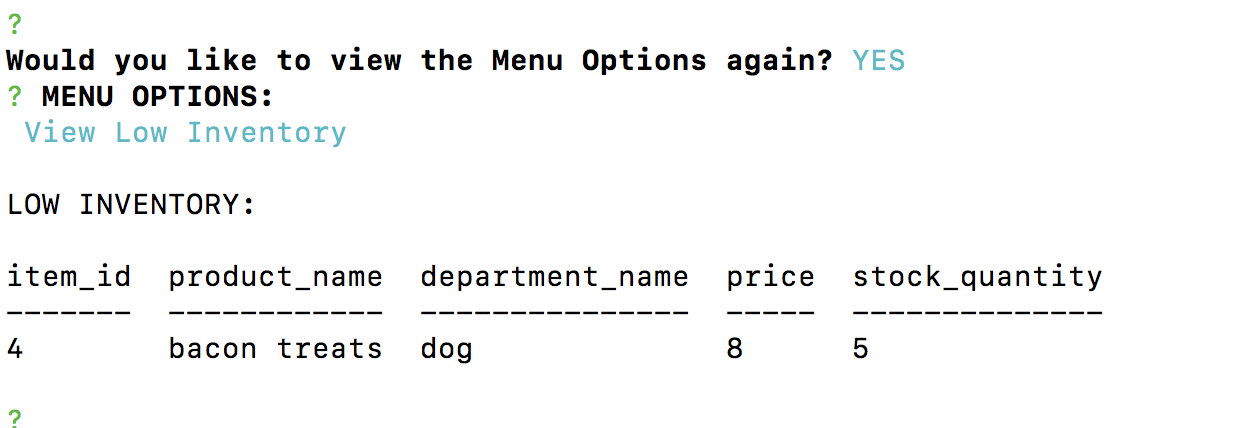 ?
Would you like to view the Menu Options again? YES
? MENU OPTIONS:
View Low Inventory
LOW INVENTORY:
item_id  product_name  department_name  price  stock_quantity
-------  ------------  ---------------  -----  --------------
4        bacon treats  dog              8      5
?